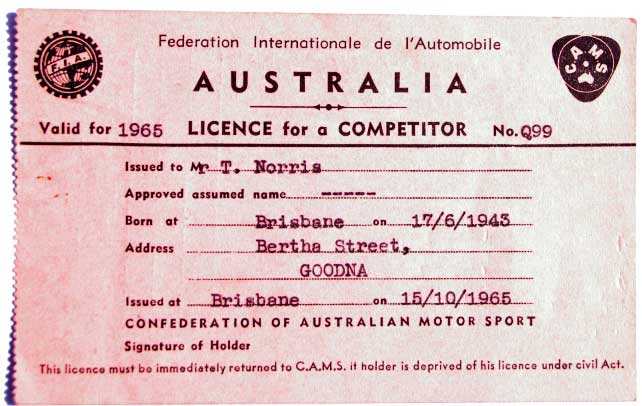 Federation Internationale de l'Automobile
F.I.A.
CAMS
AUSTRALIA
Valid for 1965 LICENCE for a COMPETITOR No. Q99
Issued to Mr T. Norris
Approved assumed name -----
Born at Brisbane on 17/6/1943
Address Bertha Street,
GOODNA
Issued at Brisbane on 15/10/1965
CONFEDERATION OF AUSTRALIAN MOTOR SPORT
Signature of Holder
This licence must be immediately returned to C.A.M.S. it holder is deprived of his licence under civil Act.